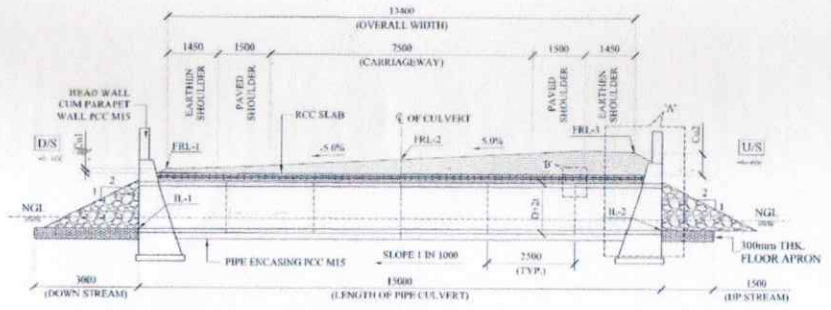 13400
(OVERALL WIDTH)
1450
1500
7500
1500
1450
(CARRIAGEWAY)
EARTHEN
SHOULDER
PAVED
SHOULDER
PAVED
SHOULDER
EARTHEN
SHOULDER
HEAD WALL
CUM PARAPET
WALL PCC M15
RCC SLAB
℄ OF CULVERT
'A'
D/S
FRL-1
-5.0%
FRL-2
5.0%
FRL-3
Cu2
U/S
'B'
2
1
2
1
NGL
IL-1
D+2t
IL-2
NGL
PIPE ENCASING PCC M15
SLOPE 1 IN 1000
2500
(TYP.)
300mm THK.
FLOOR APRON
3000
(DOWN STREAM)
15000
(LENGTH OF PIPE CULVERT)
1500
(UP STREAM)